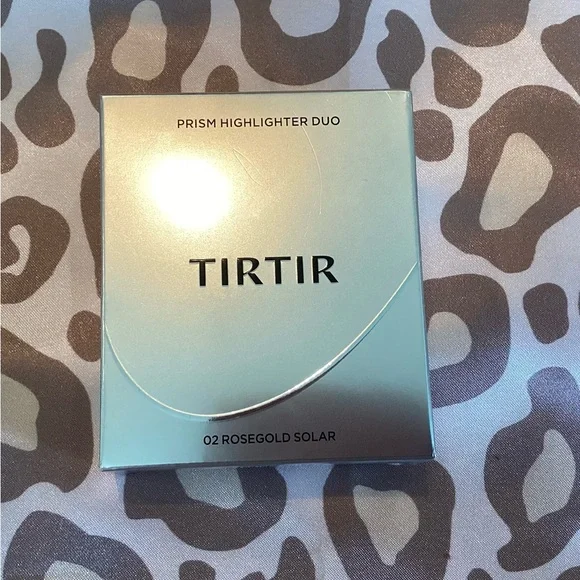 PRISM HIGHLIGHTER DUO
TIRTIR
02 ROSEGOLD SOLAR